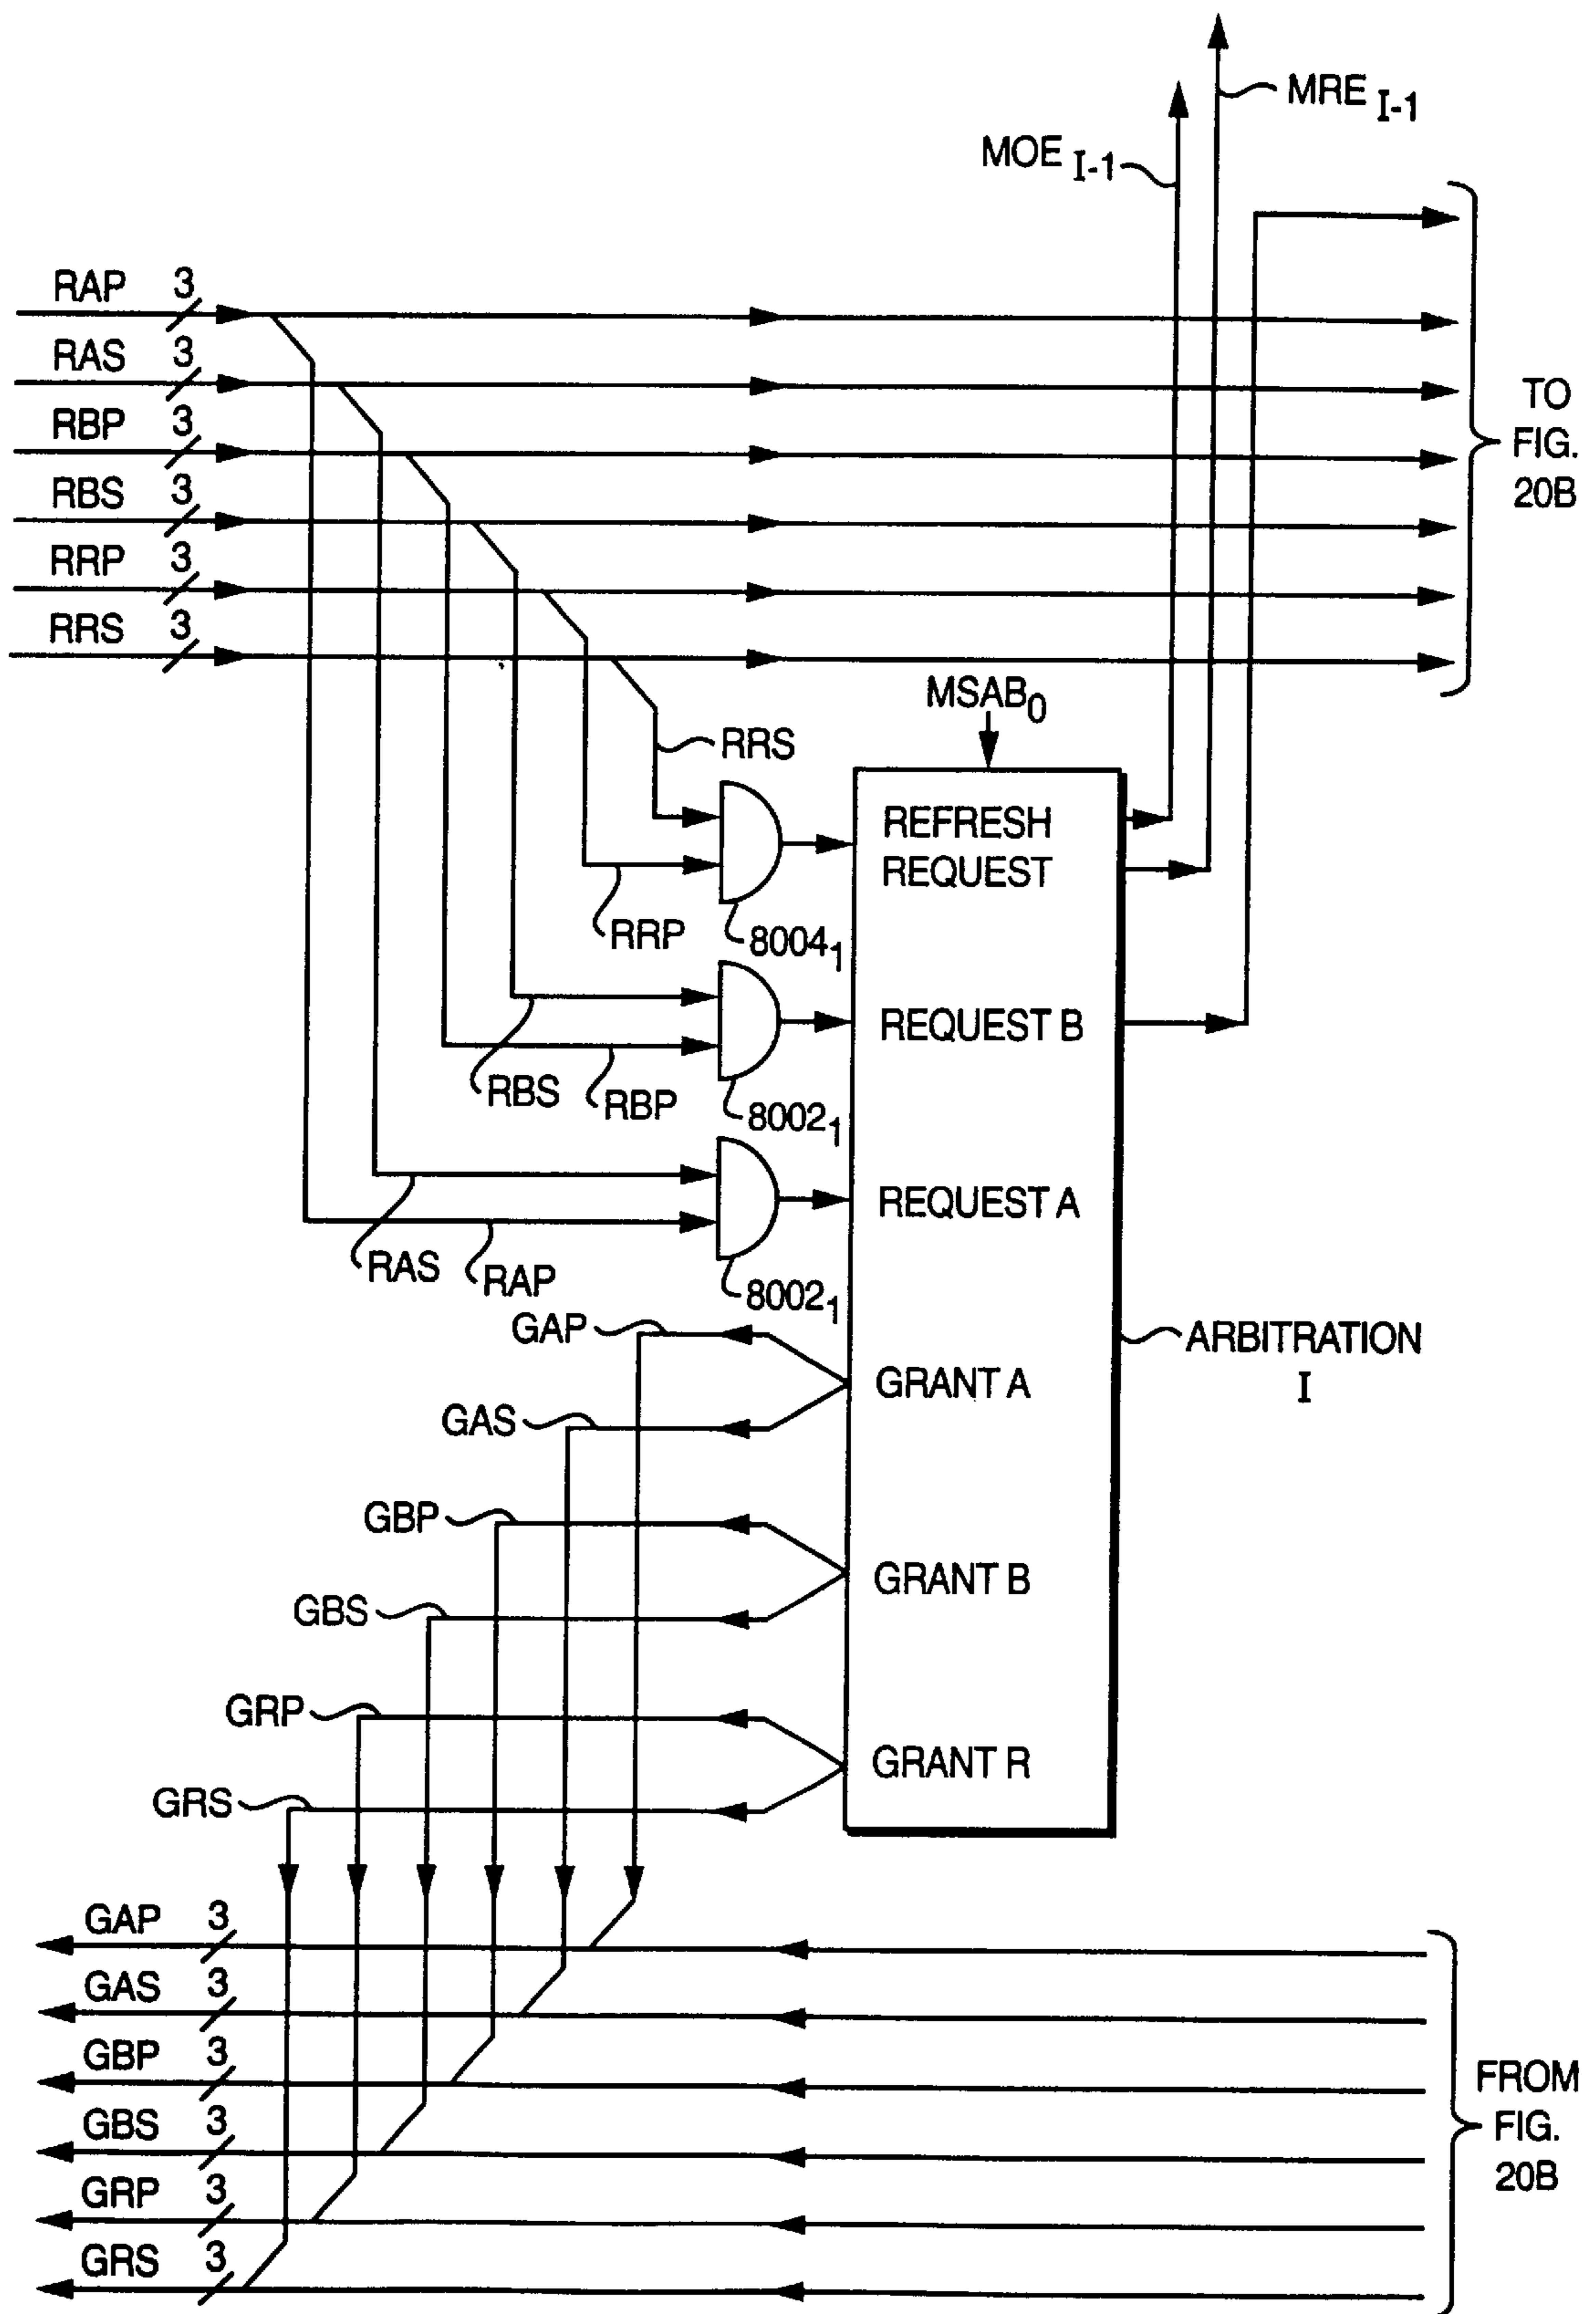 MRE I-1
MOE I-1
RAP 3
RAS 3
RBP 3
RBS 3
RRP 3
RRS 3
TO
FIG.
20B
MSAB0
RRS
REFRESH
REQUEST
RRP
80041
REQUEST B
RBS
RBP
80021
REQUEST A
RAS
RAP
80021
GAP
ARBITRATION
I
GRANT A
GAS
GBP
GRANT B
GBS
GRP
GRANT R
GRS
GAP 3
GAS 3
GBP 3
GBS 3
GRP 3
GRS 3
FROM
FIG.
20B